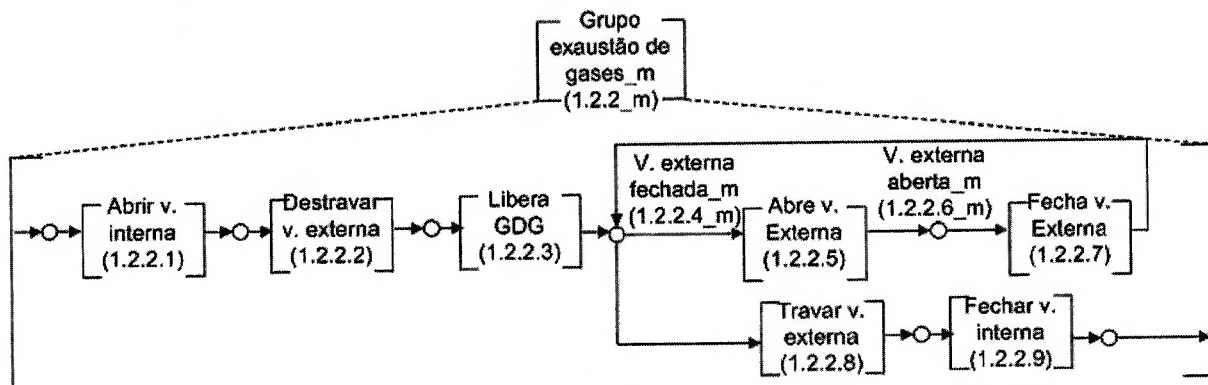 Grupo
exaustão de
gases_m
(1.2.2_m)
V. externa
fechada_m
(1.2.2.4_m)
V. externa
aberta_m
(1.2.2.6_m)
Abrir v.
interna
(1.2.2.1)
Destravar
v. externa
(1.2.2.2)
Libera
GDG
(1.2.2.3)
Abre v.
Externa
(1.2.2.5)
Fecha v.
Externa
(1.2.2.7)
Travar v.
externa
(1.2.2.8)
Fechar v.
interna
(1.2.2.9)